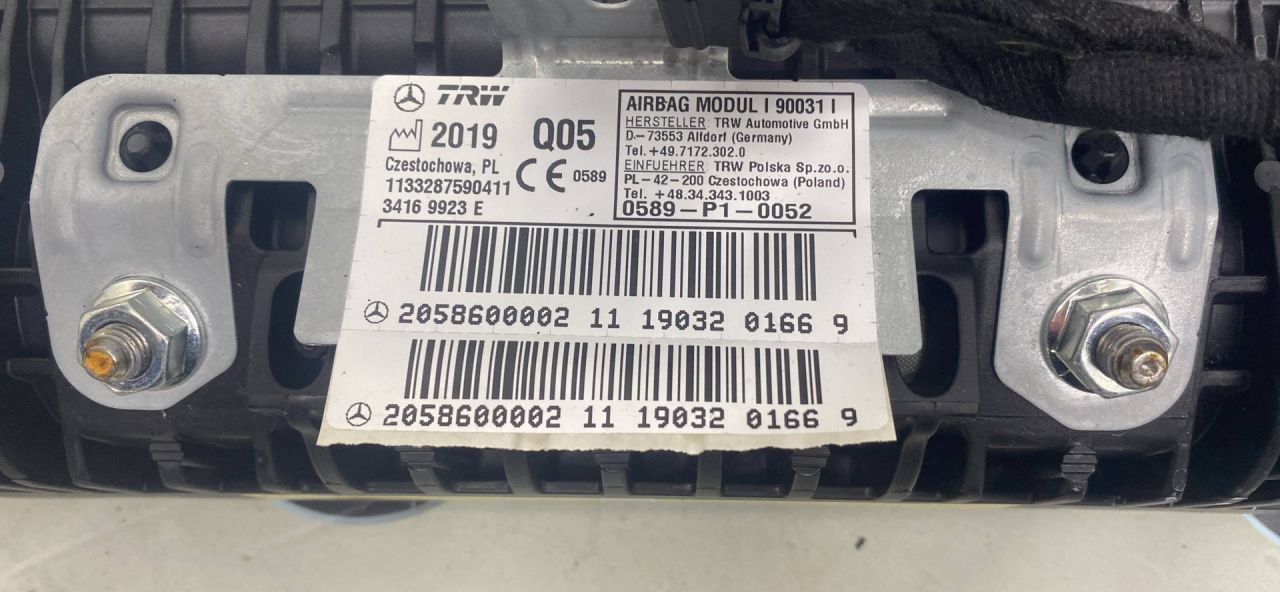 TRW
2019 Q05
Czestochowa, PL
1133287590411
3416 9923 E
CE 0589
AIRBAG MODUL I 90031 I
HERSTELLER: TRW Automotive GmbH
D.-73553 Alfdorf (Germany)
Tel.+49.7172.302.0
EINFUEHRER: TRW Polska Sp.zo.o.
PL-42-200 Czestochowa (Poland)
Tel. +48.34.343.1003
0589-P1-0052
2058600002 11 19032 0166 9
2058600002 11 19032 0166 9